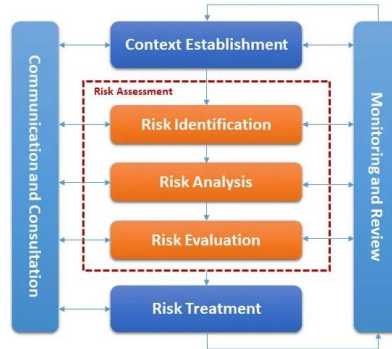 Context Establishment
Risk Assessment
Risk Identification
Risk Analysis
Risk Evaluation
Risk Treatment
Communication and Consultation
Monitoring and Review